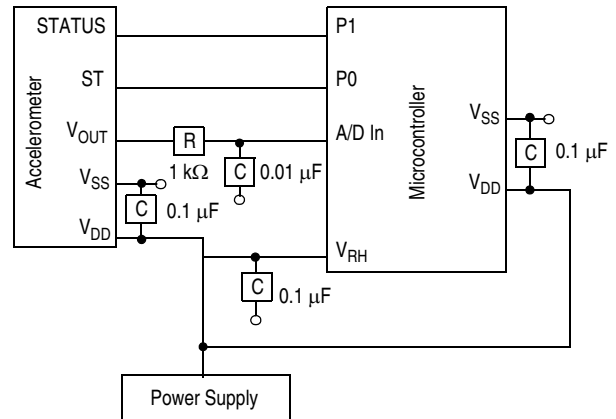 STATUS
ST
V_OUT
V_SS
V_DD
Accelerometer
R
1 kΩ
C
0.01 μF
C
0.1 μF
C
0.1 μF
P1
P0
A/D In
V_RH
Microcontroller
V_SS
V_DD
C
0.1 μF
Power Supply